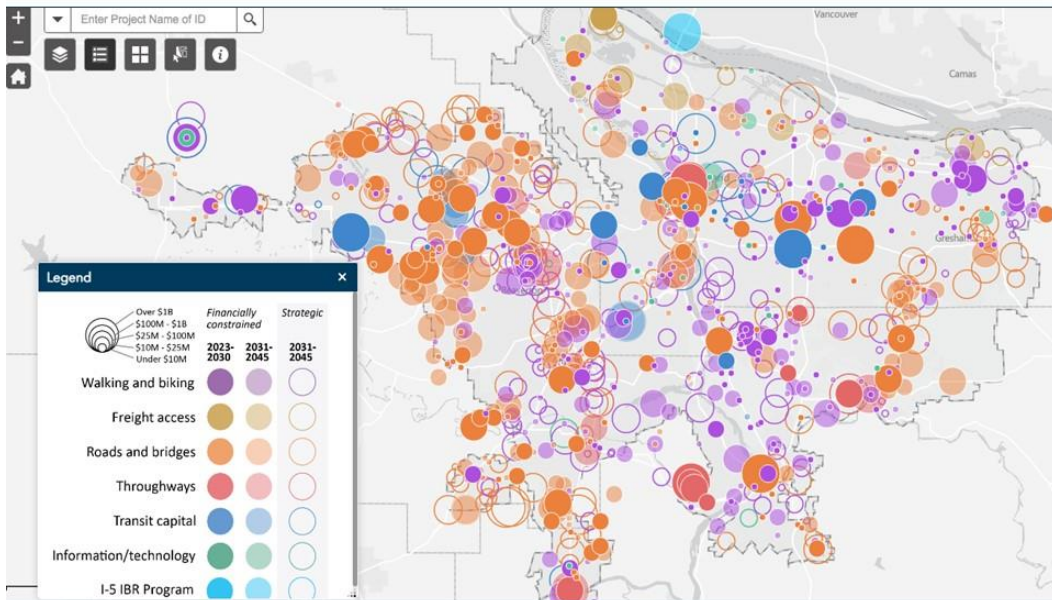 +
−
Enter Project Name of ID
i
Vancouver
Camas
Gresha
Legend ×
Over $1B
$100M - $1B
$25M - $100M
$10M - $25M
Under $10M
Financially constrained
Strategic
2023-2030
2031-2045
2031-2045
Walking and biking
Freight access
Roads and bridges
Throughways
Transit capital
Information/technology
I-5 IBR Program